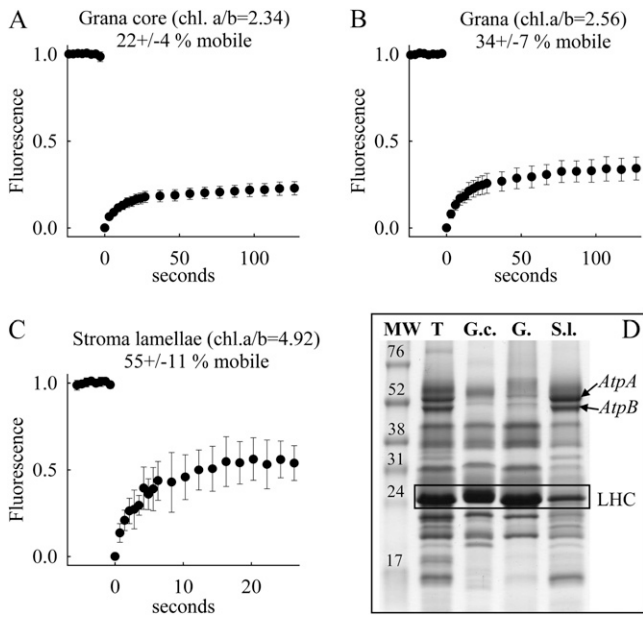 A
Grana core (chl. a/b=2.34)
22+/-4 % mobile
Fluorescence
1.0
0.5
0.0
0 50 100
seconds
B
Grana (chl.a/b=2.56)
34+/-7 % mobile
Fluorescence
1.0
0.5
0.0
0 50 100
seconds
C
Stroma lamellae (chl.a/b=4.92)
55+/-11 % mobile
Fluorescence
1.0
0.5
0.0
0 10 20
seconds
D
MW T G.c. G. S.l.
76
52
38
31
24
17
AtpA
AtpB
LHC